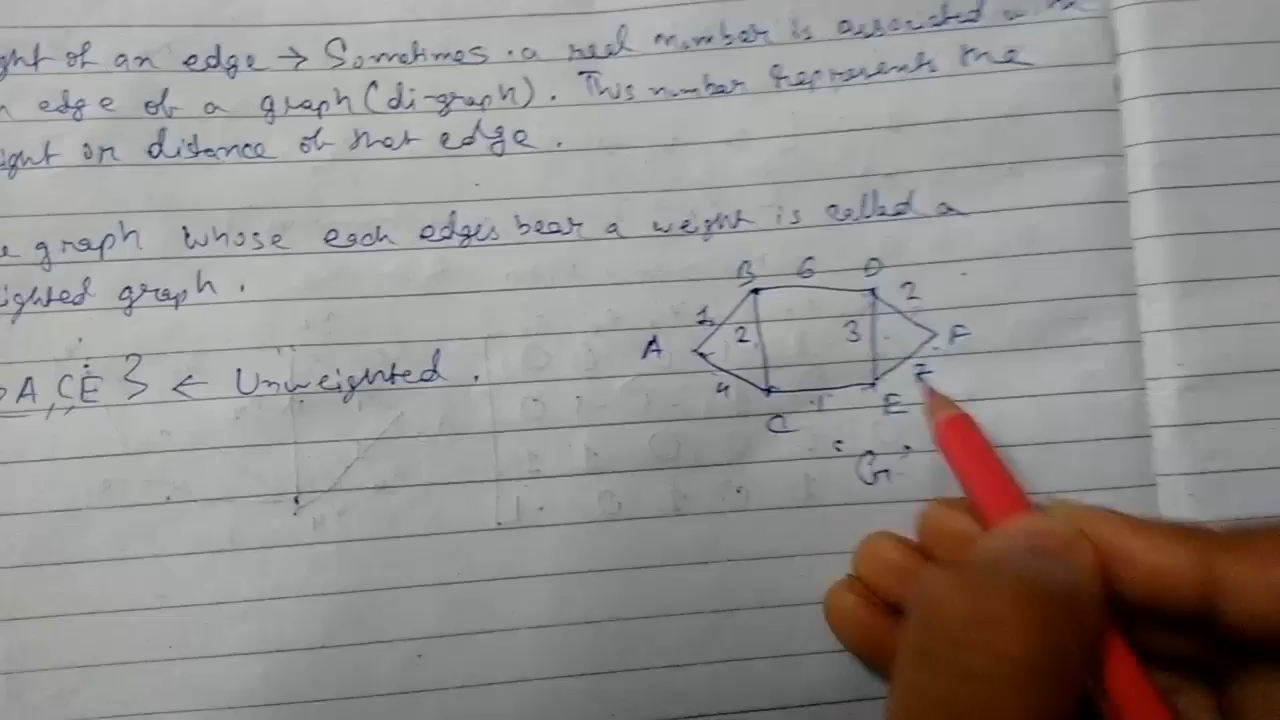 ght of an edge → Sometimes a real number is associated
edge of a graph (di-graph). This number represents the
ght or distance of that edge.
graph whose each edges bear a weight is called a
ighted graph.
B 6 D
1 2 3 2
A F
A, C, E } ← Unweighted.
4 1 7
C E
G